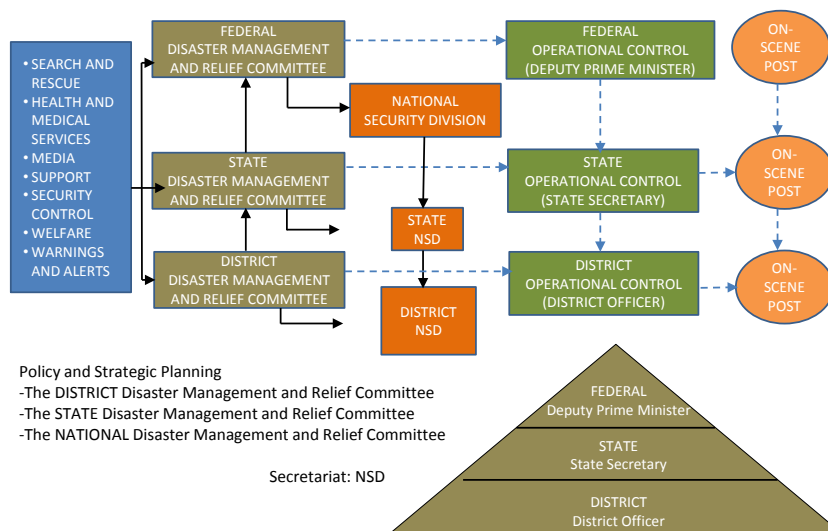 • SEARCH AND
RESCUE
• HEALTH AND
MEDICAL
SERVICES
• MEDIA
• SUPPORT
• SECURITY
CONTROL
• WELFARE
• WARNINGS
AND ALERTS
FEDERAL
DISASTER MANAGEMENT
AND RELIEF COMMITTEE
FEDERAL
OPERATIONAL CONTROL
(DEPUTY PRIME MINISTER)
ON-
SCENE
POST
NATIONAL
SECURITY DIVISION
STATE
DISASTER MANAGEMENT
AND RELIEF COMMITTEE
STATE
OPERATIONAL CONTROL
(STATE SECRETARY)
ON-
SCENE
POST
STATE
NSD
DISTRICT
DISASTER MANAGEMENT
AND RELIEF COMMITTEE
DISTRICT
OPERATIONAL CONTROL
(DISTRICT OFFICER)
ON-
SCENE
POST
DISTRICT
NSD
Policy and Strategic Planning
-The DISTRICT Disaster Management and Relief Committee
-The STATE Disaster Management and Relief Committee
-The NATIONAL Disaster Management and Relief Committee
Secretariat: NSD
FEDERAL
Deputy Prime Minister
STATE
State Secretary
DISTRICT
District Officer